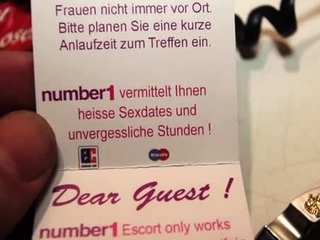 Frauen nicht immer vor Ort.
Bitte planen Sie eine kurze
Anlaufzeit zum Treffen ein.
number1 vermittelt Ihnen
heisse Sexdates und
unvergessliche Stunden !
Dear Guest !
number1 Escort only works